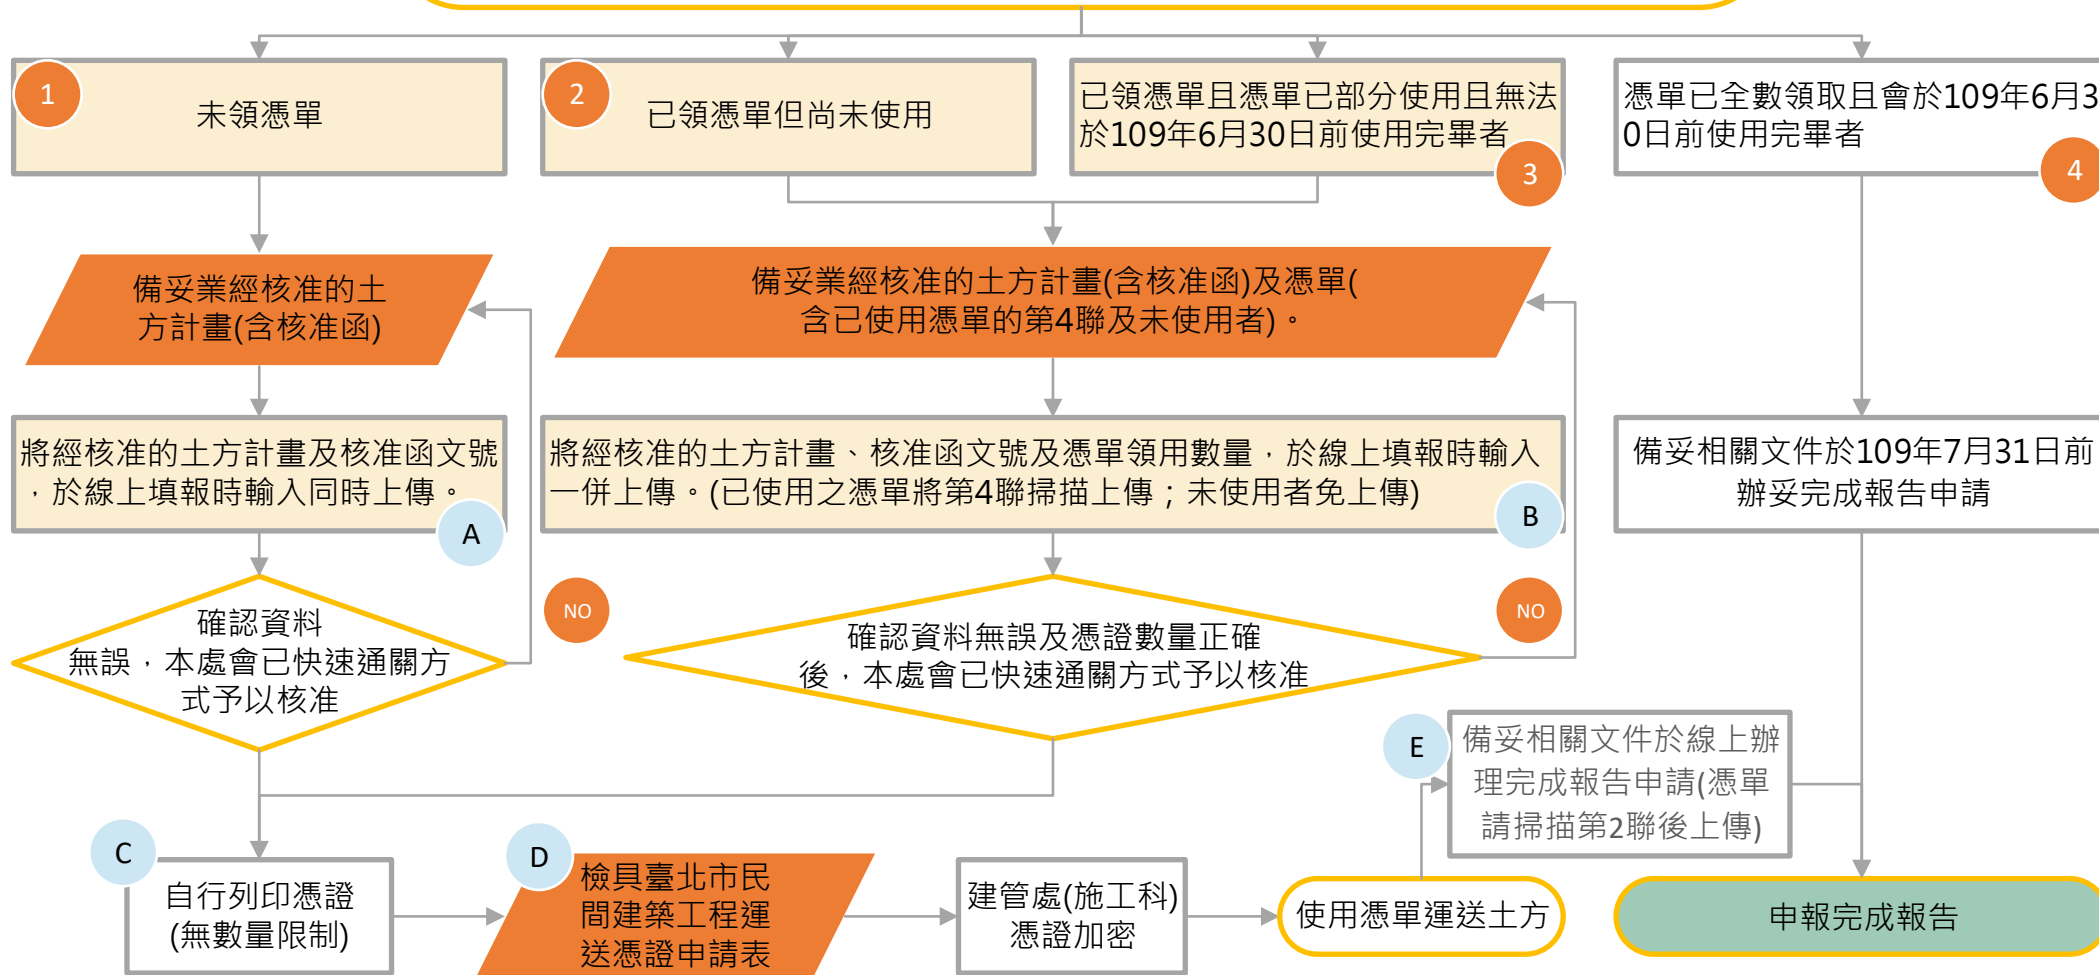 1
未領憑單
2
已領憑單但尚未使用
已領憑單且憑單已部分使用且無法
於109年6月30日前使用完畢者
3
憑單已全數領取且會於109年6月3
0日前使用完畢者
4
備妥業經核准的土
方計畫(含核准函)
備妥業經核准的土方計畫(含核准函)及憑單(
含已使用憑單的第4聯及未使用者)。
將經核准的土方計畫及核准函文號
，於線上填報時輸入同時上傳。
A
將經核准的土方計畫、核准函文號及憑單領用數量，於線上填報時輸入
一併上傳。(已使用之憑單將第4聯掃描上傳；未使用者免上傳)
B
備妥相關文件於109年7月31日前
辦妥完成報告申請
確認資料
無誤，本處會已快速通關方
式予以核准
NO
確認資料無誤及憑證數量正確
後，本處會已快速通關方式予以核准
NO
E
備妥相關文件於線上辦
理完成報告申請(憑單
請掃描第2聯後上傳)
C
自行列印憑證
(無數量限制)
D
檢具臺北市民
間建築工程運
送憑證申請表
建管處(施工科)
憑證加密
使用憑單運送土方
申報完成報告